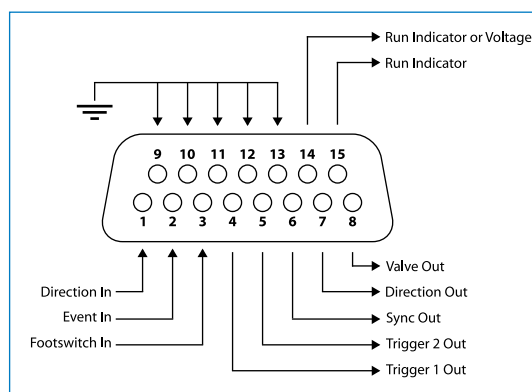 Run Indicator or Voltage
Run Indicator
9 10 11 12 13 14 15
1 2 3 4 5 6 7 8
Direction In
Event In
Footswitch In
Valve Out
Direction Out
Sync Out
Trigger 2 Out
Trigger 1 Out